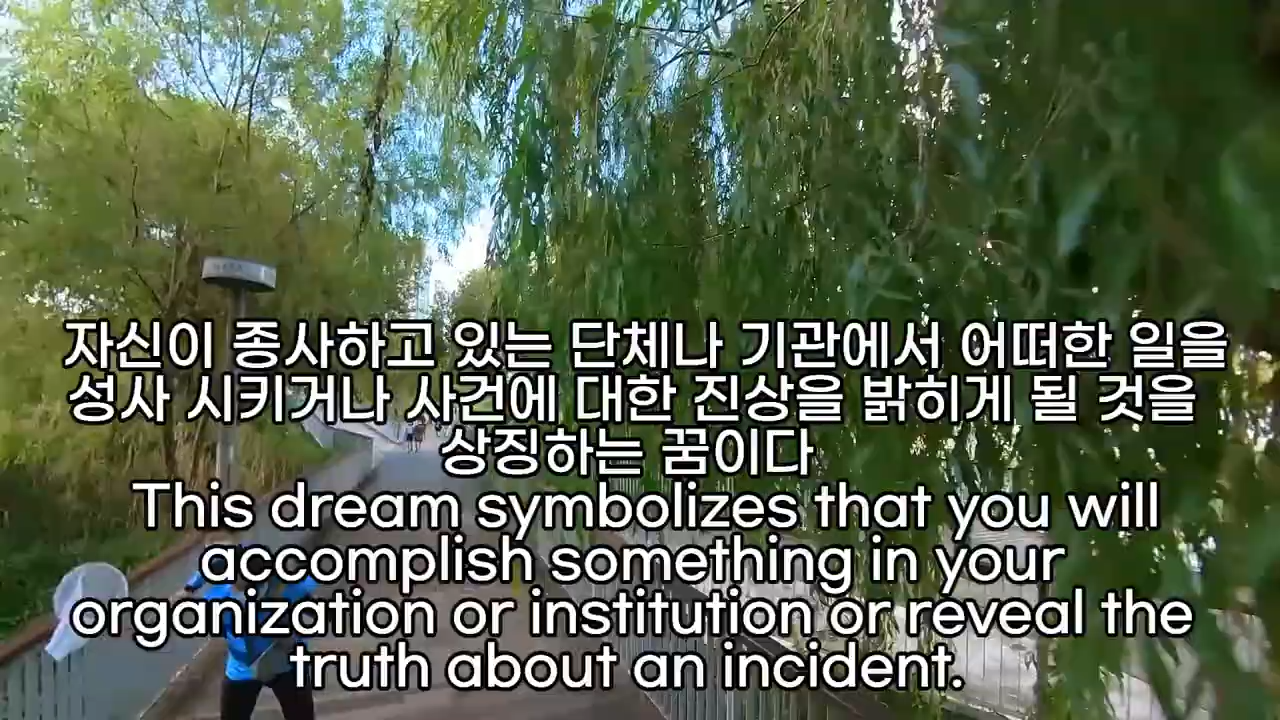 자신이 종사하고 있는 단체나 기관에서 어떠한 일을
성사 시키거나 사건에 대한 진상을 밝히게 될 것을
상징하는 꿈이다
This dream symbolizes that you will
accomplish something in your
organization or institution or reveal the
truth about an incident.